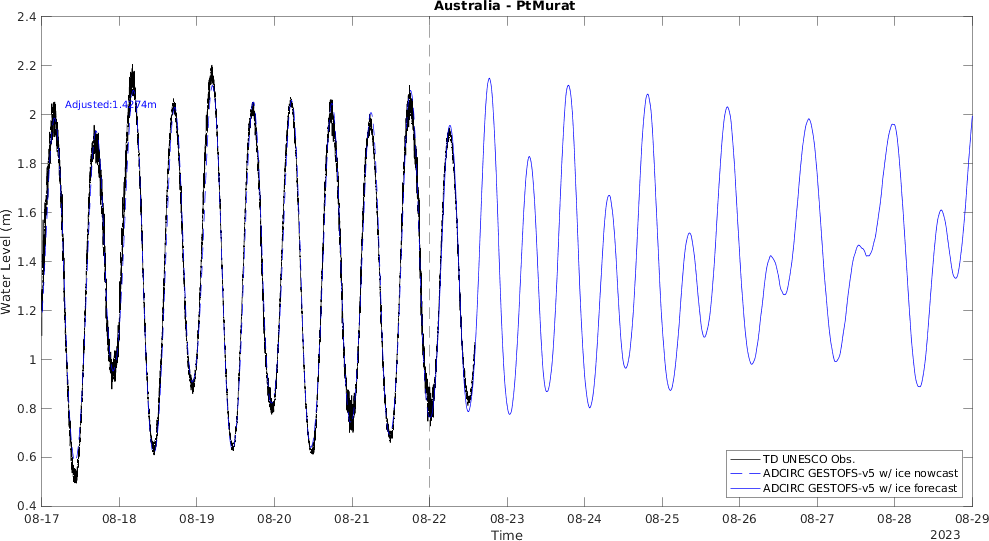 Australia - PtMurat
Water Level (m)
2.4
2.2
2
1.8
1.6
1.4
1.2
1
0.8
0.6
0.4
Adjusted:1.4274m
TD UNESCO Obs.
ADCIRC GESTOFS-v5 w/ ice nowcast
ADCIRC GESTOFS-v5 w/ ice forecast
08-17 08-18 08-19 08-20 08-21 08-22 08-23 08-24 08-25 08-26 08-27 08-28 08-29
Time
2023